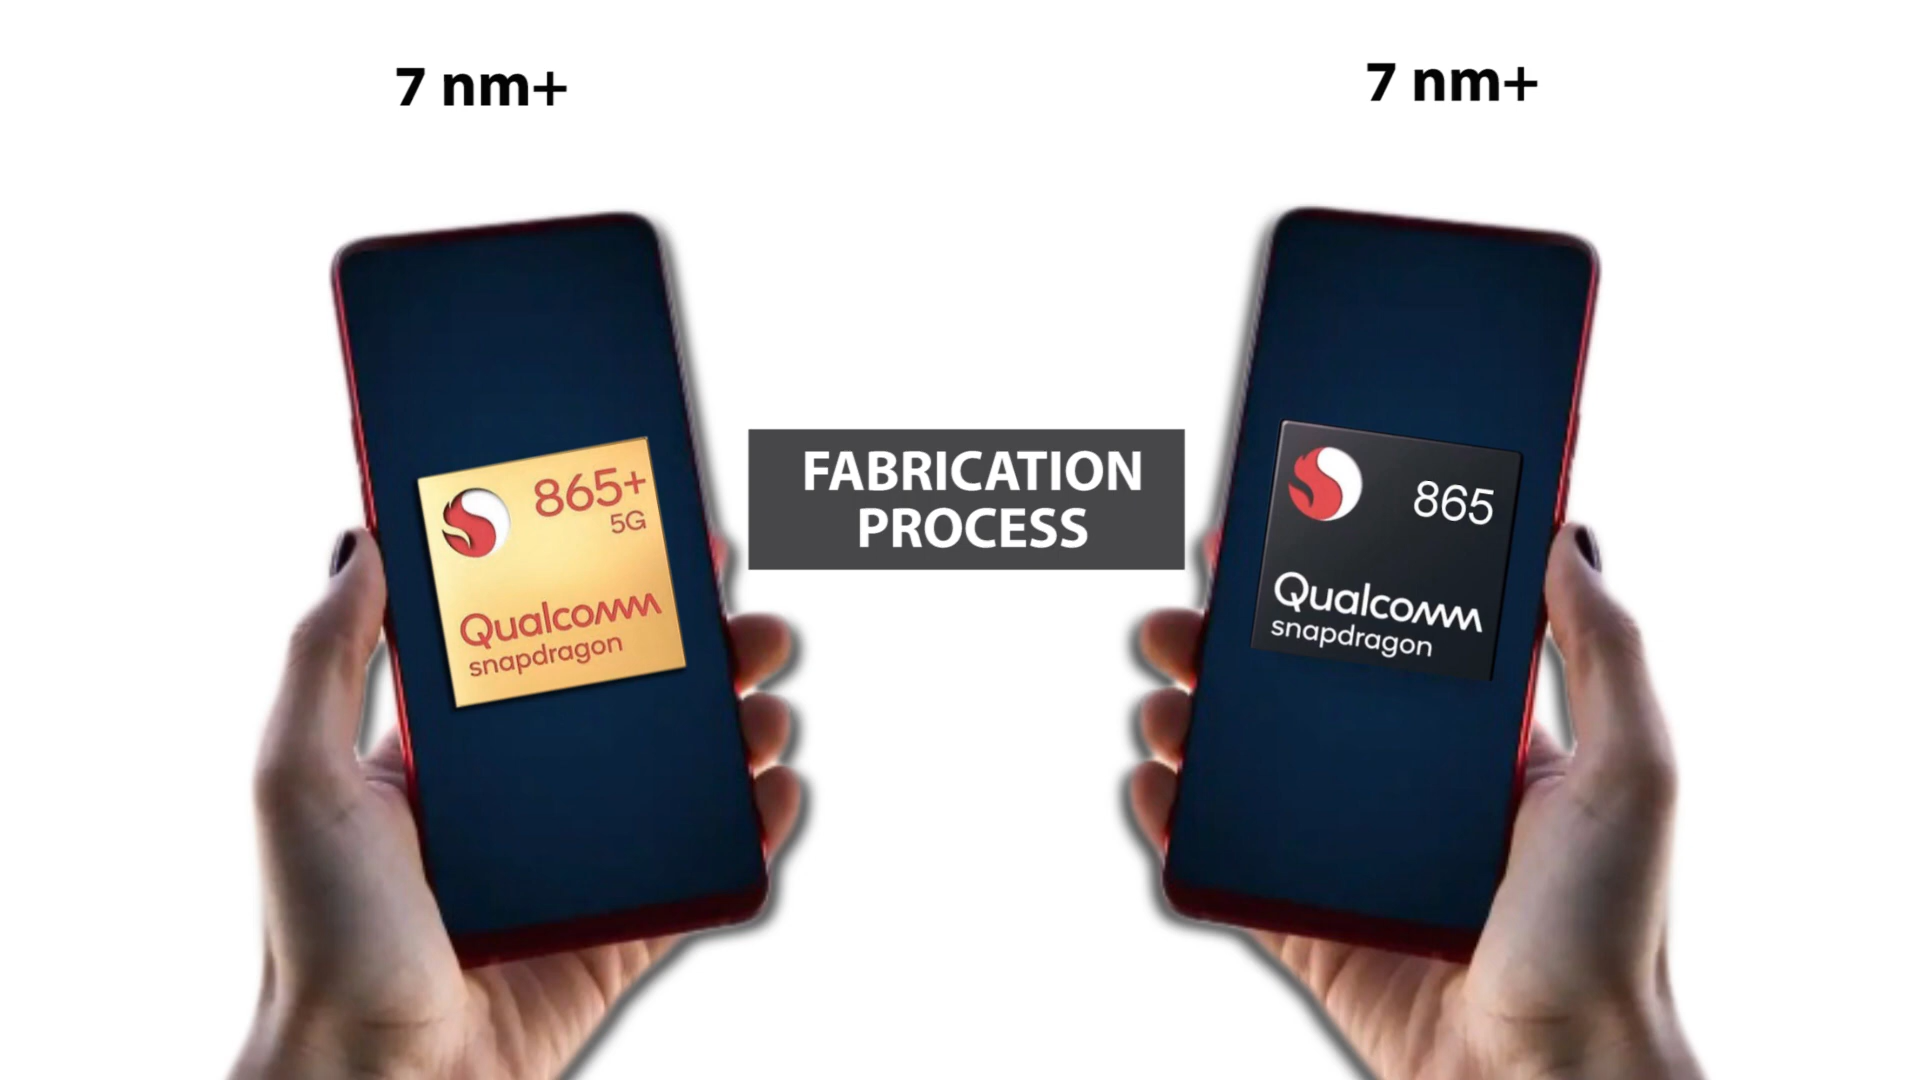 7 nm+
7 nm+
865+
5G
Qualcomm
snapdragon
FABRICATION
PROCESS
865
Qualcomm
snapdragon